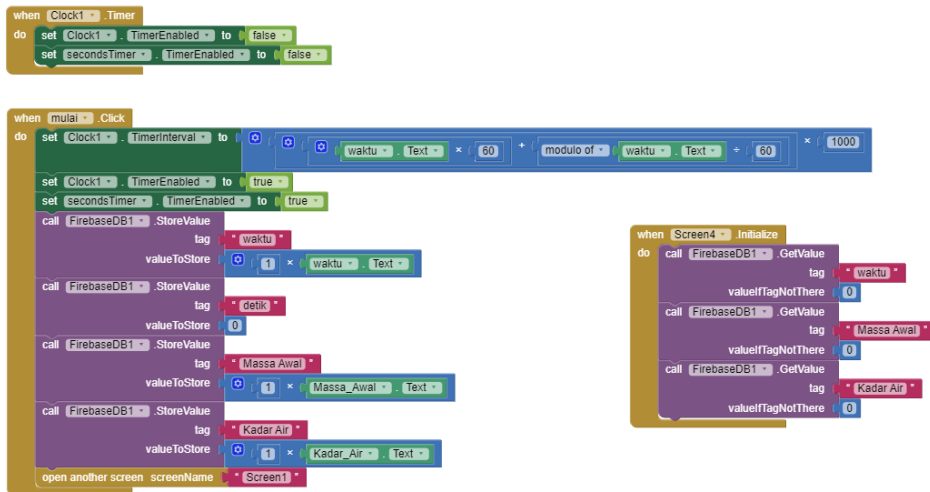 when Clock1 .Timer
do set Clock1 . TimerEnabled to false
set secondsTimer . TimerEnabled to false
when mulai .Click
do set Clock1 . TimerInterval to waktu . Text × 60 + modulo of waktu . Text ÷ 60 × 1000
set Clock1 . TimerEnabled to true
set secondsTimer . TimerEnabled to true
call FirebaseDB1 .StoreValue
tag " waktu "
valueToStore 1 × waktu . Text
call FirebaseDB1 .StoreValue
tag " detik "
valueToStore 0
call FirebaseDB1 .StoreValue
tag " Massa Awal "
valueToStore 1 × Massa_Awal . Text
call FirebaseDB1 .StoreValue
tag " Kadar Air "
valueToStore 1 × Kadar_Air . Text
open another screen screenName " Screen1 "
when Screen4 .Initialize
do call FirebaseDB1 .GetValue
tag " waktu "
valueIfTagNotThere 0
call FirebaseDB1 .GetValue
tag " Massa Awal "
valueIfTagNotThere 0
call FirebaseDB1 .GetValue
tag " Kadar Air "
valueIfTagNotThere 0